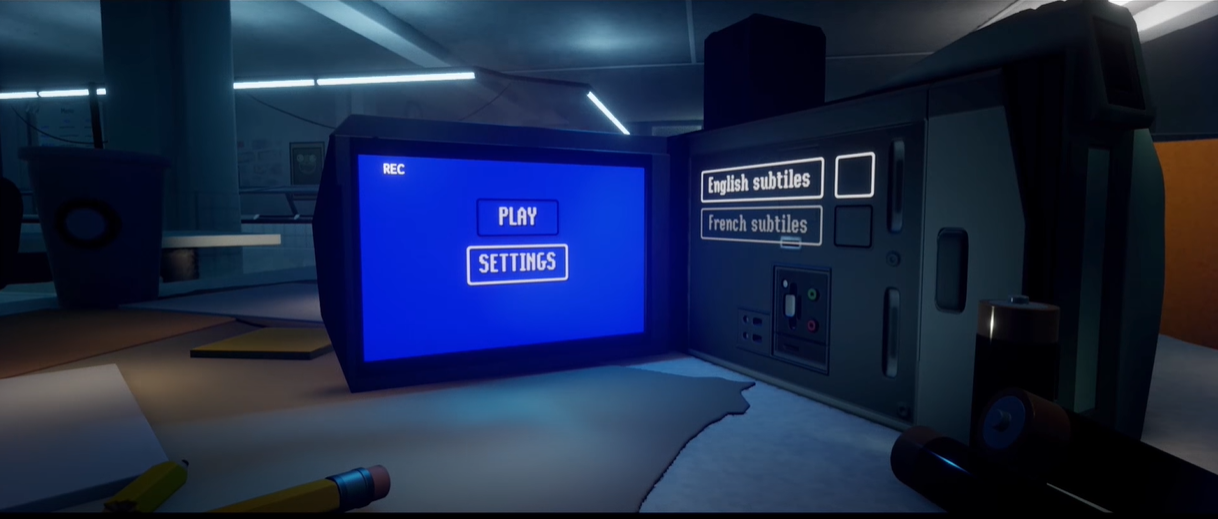 REC
PLAY
SETTINGS
English subtiles
French subtiles